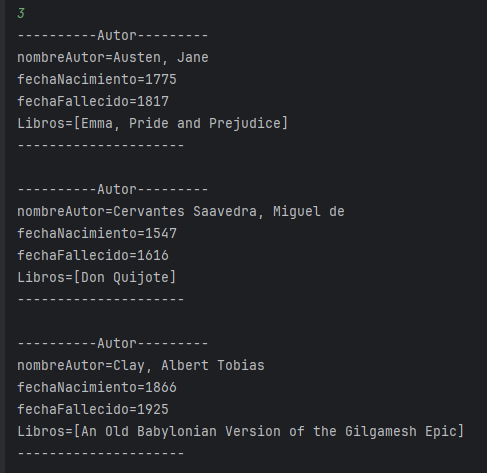 3
----------Autor---------
nombreAutor=Austen, Jane
fechaNacimiento=1775
fechaFallecido=1817
Libros=[Emma, Pride and Prejudice]
---------------------
----------Autor---------
nombreAutor=Cervantes Saavedra, Miguel de
fechaNacimiento=1547
fechaFallecido=1616
Libros=[Don Quijote]
---------------------
----------Autor---------
nombreAutor=Clay, Albert Tobias
fechaNacimiento=1866
fechaFallecido=1925
Libros=[An Old Babylonian Version of the Gilgamesh Epic]
---------------------